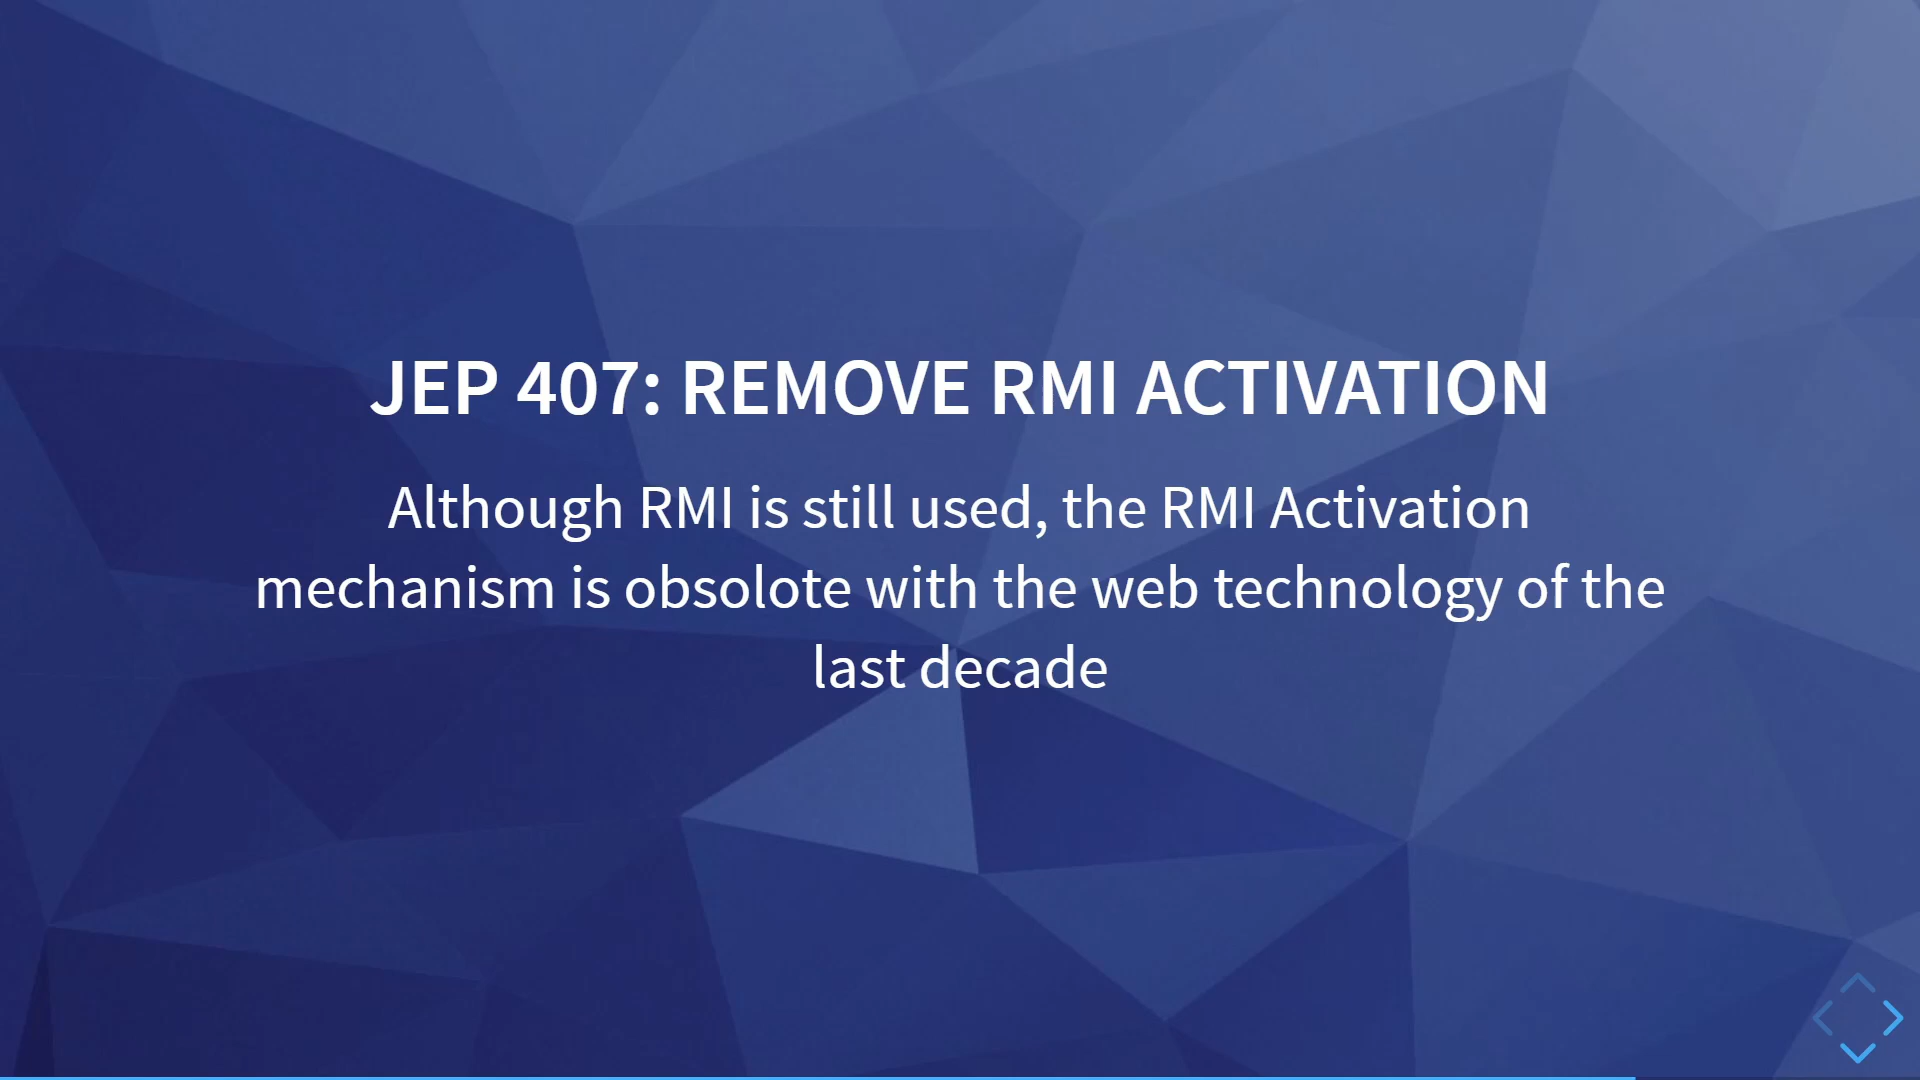 JEP 407: REMOVE RMI ACTIVATION
Although RMI is still used, the RMI Activation
mechanism is obsolote with the web technology of the
last decade